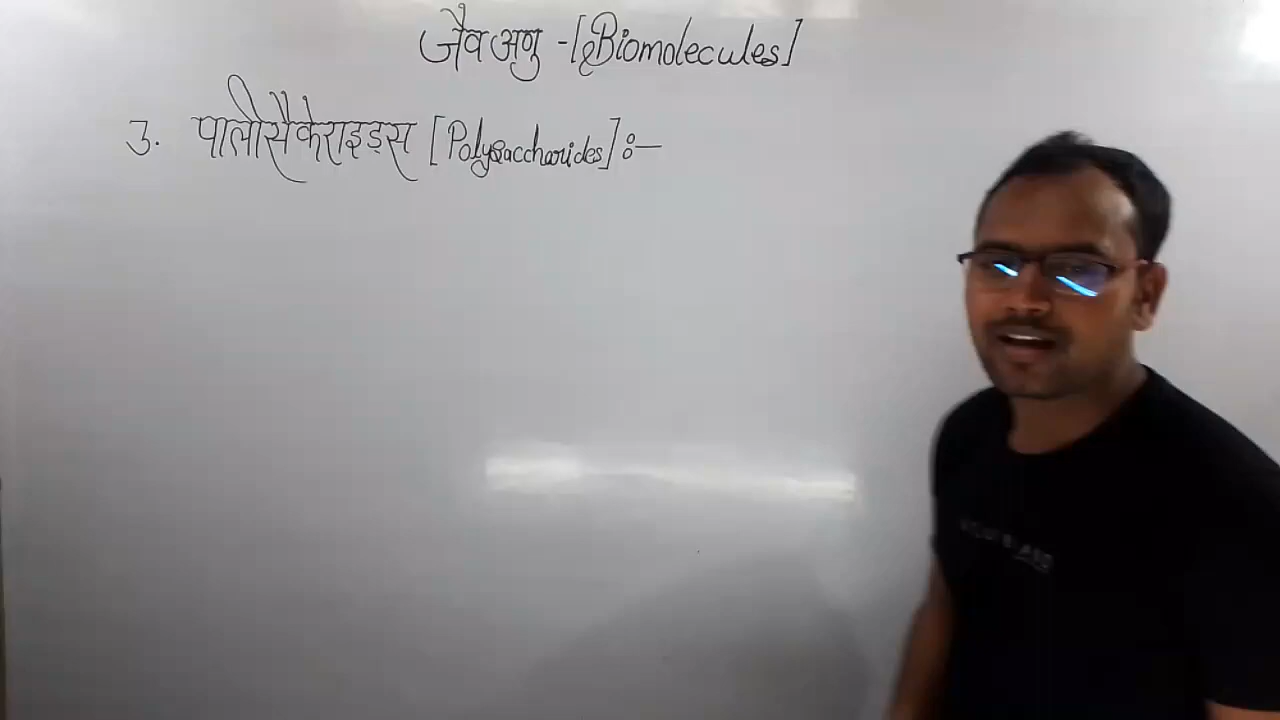 जैव अणु -[Biomolecules]
3. पालीसैकेराइड्स [Polysaccharides]:-